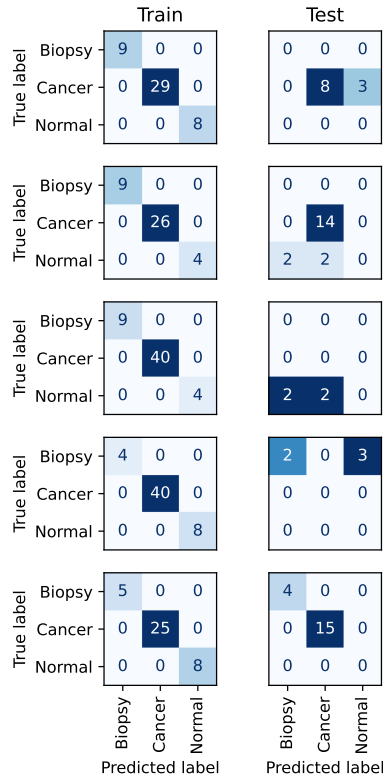 Train Test
True label
Biopsy 9 0 0 0 0 0
Cancer 0 29 0 0 8 3
Normal 0 0 8 0 0 0
True label
Biopsy 9 0 0 0 0 0
Cancer 0 26 0 0 14 0
Normal 0 0 4 2 2 0
True label
Biopsy 9 0 0 0 0 0
Cancer 0 40 0 0 0 0
Normal 0 0 4 2 2 0
True label
Biopsy 4 0 0 2 0 3
Cancer 0 40 0 0 0 0
Normal 0 0 8 0 0 0
True label
Biopsy 5 0 0 4 0 0
Cancer 0 25 0 0 15 0
Normal 0 0 8 0 0 0
Biopsy Cancer Normal Biopsy Cancer Normal
Predicted label Predicted label